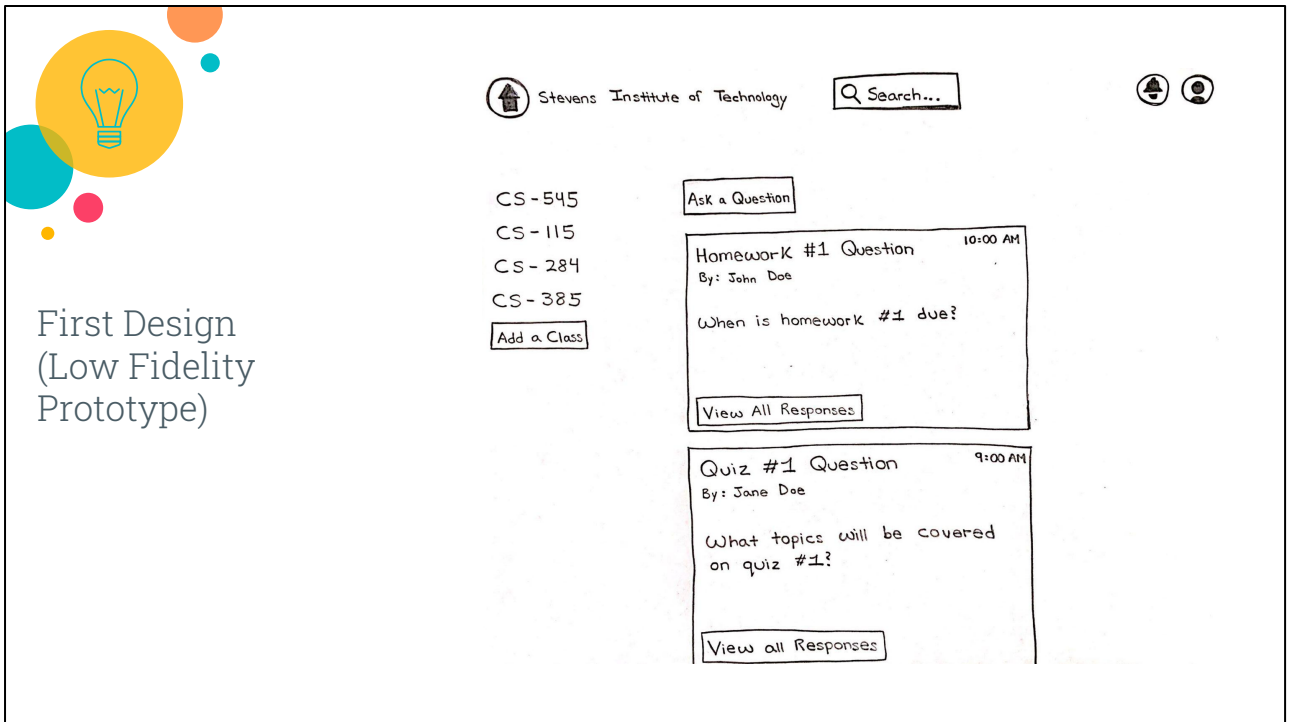 Stevens Institute of Technology
Search...
CS-545
CS-115
CS-284
CS-385
Add a Class
Ask a Question
Homework #1 Question
10:00 AM
By: John Doe
When is homework #1 due?
View All Responses
Quiz #1 Question
9:00 AM
By: Jane Doe
What topics will be covered
on quiz #1?
View all Responses
First Design
(Low Fidelity
Prototype)